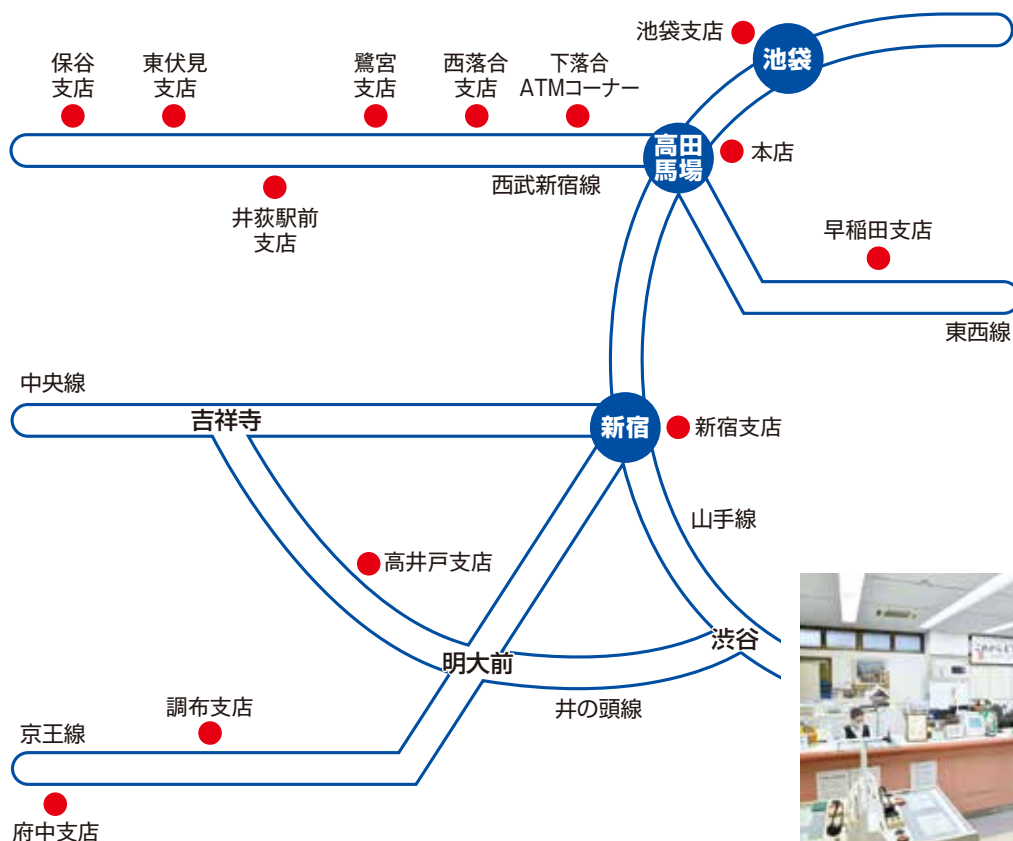 池袋支店
池袋
保谷
支店
東伏見
支店
鷺宮
支店
西落合
支店
下落合
ATMコーナー
高田
馬場
本店
西武新宿線
井荻駅前
支店
早稲田支店
東西線
中央線
吉祥寺
新宿
新宿支店
山手線
高井戸支店
渋谷
明大前
井の頭線
調布支店
京王線
府中支店